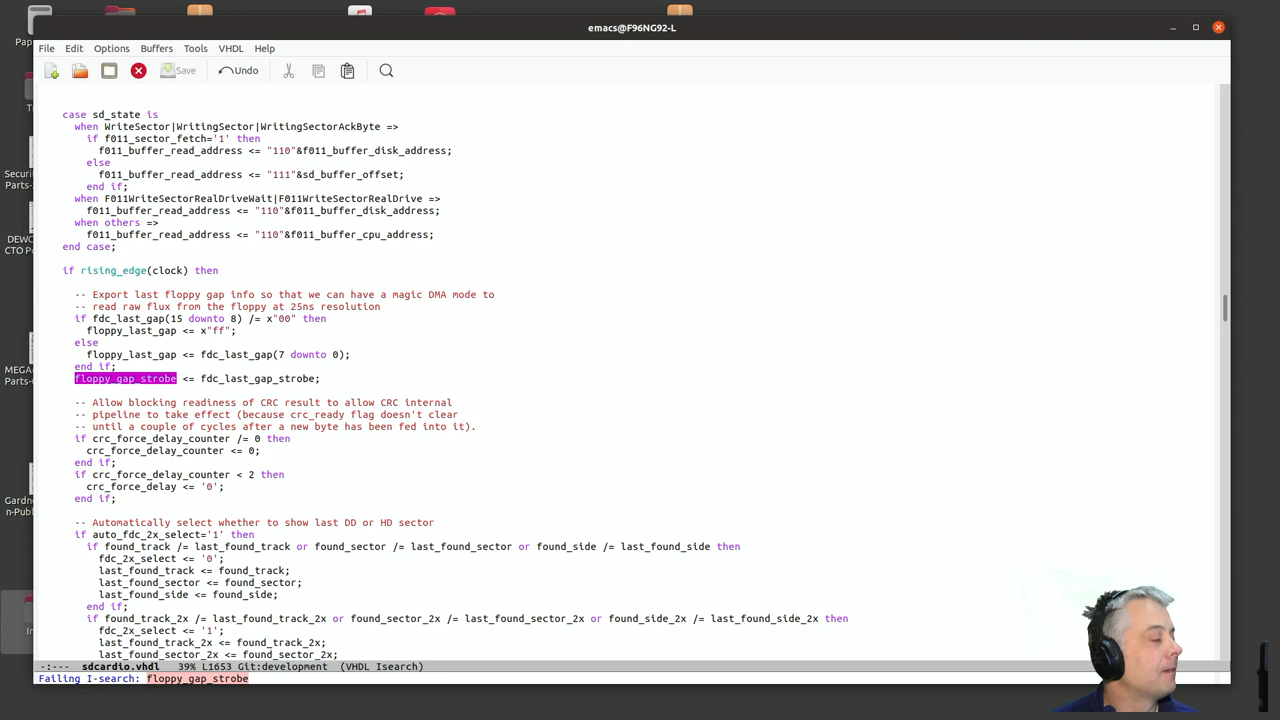 emacs@F96NG92-L
File Edit Options Buffers Tools VHDL Help
Save Undo
case sd_state is
when WriteSector|WritingSector|WritingSectorAckByte =>
if f011_sector_fetch='1' then
f011_buffer_read_address <= "110"&f011_buffer_disk_address;
else
f011_buffer_read_address <= "111"&sd_buffer_offset;
end if;
when F011WriteSectorRealDriveWait|F011WriteSectorRealDrive =>
f011_buffer_read_address <= "110"&f011_buffer_disk_address;
when others =>
f011_buffer_read_address <= "110"&f011_buffer_cpu_address;
end case;
if rising_edge(clock) then
-- Export last floppy gap info so that we can have a magic DMA mode to
-- read raw flux from the floppy at 25ns resolution
if fdc_last_gap(15 downto 8) /= x"00" then
floppy_last_gap <= x"ff";
else
floppy_last_gap <= fdc_last_gap(7 downto 0);
end if;
floppy_gap_strobe <= fdc_last_gap_strobe;
-- Allow blocking readiness of CRC result to allow CRC internal
-- pipeline to take effect (because crc_ready flag doesn't clear
-- until a couple of cycles after a new byte has been fed into it).
if crc_force_delay_counter /= 0 then
crc_force_delay_counter <= 0;
end if;
if crc_force_delay_counter < 2 then
crc_force_delay <= '0';
end if;
-- Automatically select whether to show last DD or HD sector
if auto_fdc_2x_select='1' then
if found_track /= last_found_track or found_sector /= last_found_sector or found_side /= last_found_side then
fdc_2x_select <= '0';
last_found_track <= found_track;
last_found_sector <= found_sector;
last_found_side <= found_side;
end if;
if found_track_2x /= last_found_track_2x or found_sector_2x /= last_found_sector_2x or found_side_2x /= last_found_side_2x then
fdc_2x_select <= '1';
last_found_track_2x <= found_track_2x;
last_found_sector_2x <= found_sector_2x;
-:--- sdcardio.vhdl 39% L1653 Git:development (VHDL Isearch)
Failing I-search: floppy_gap_strobe